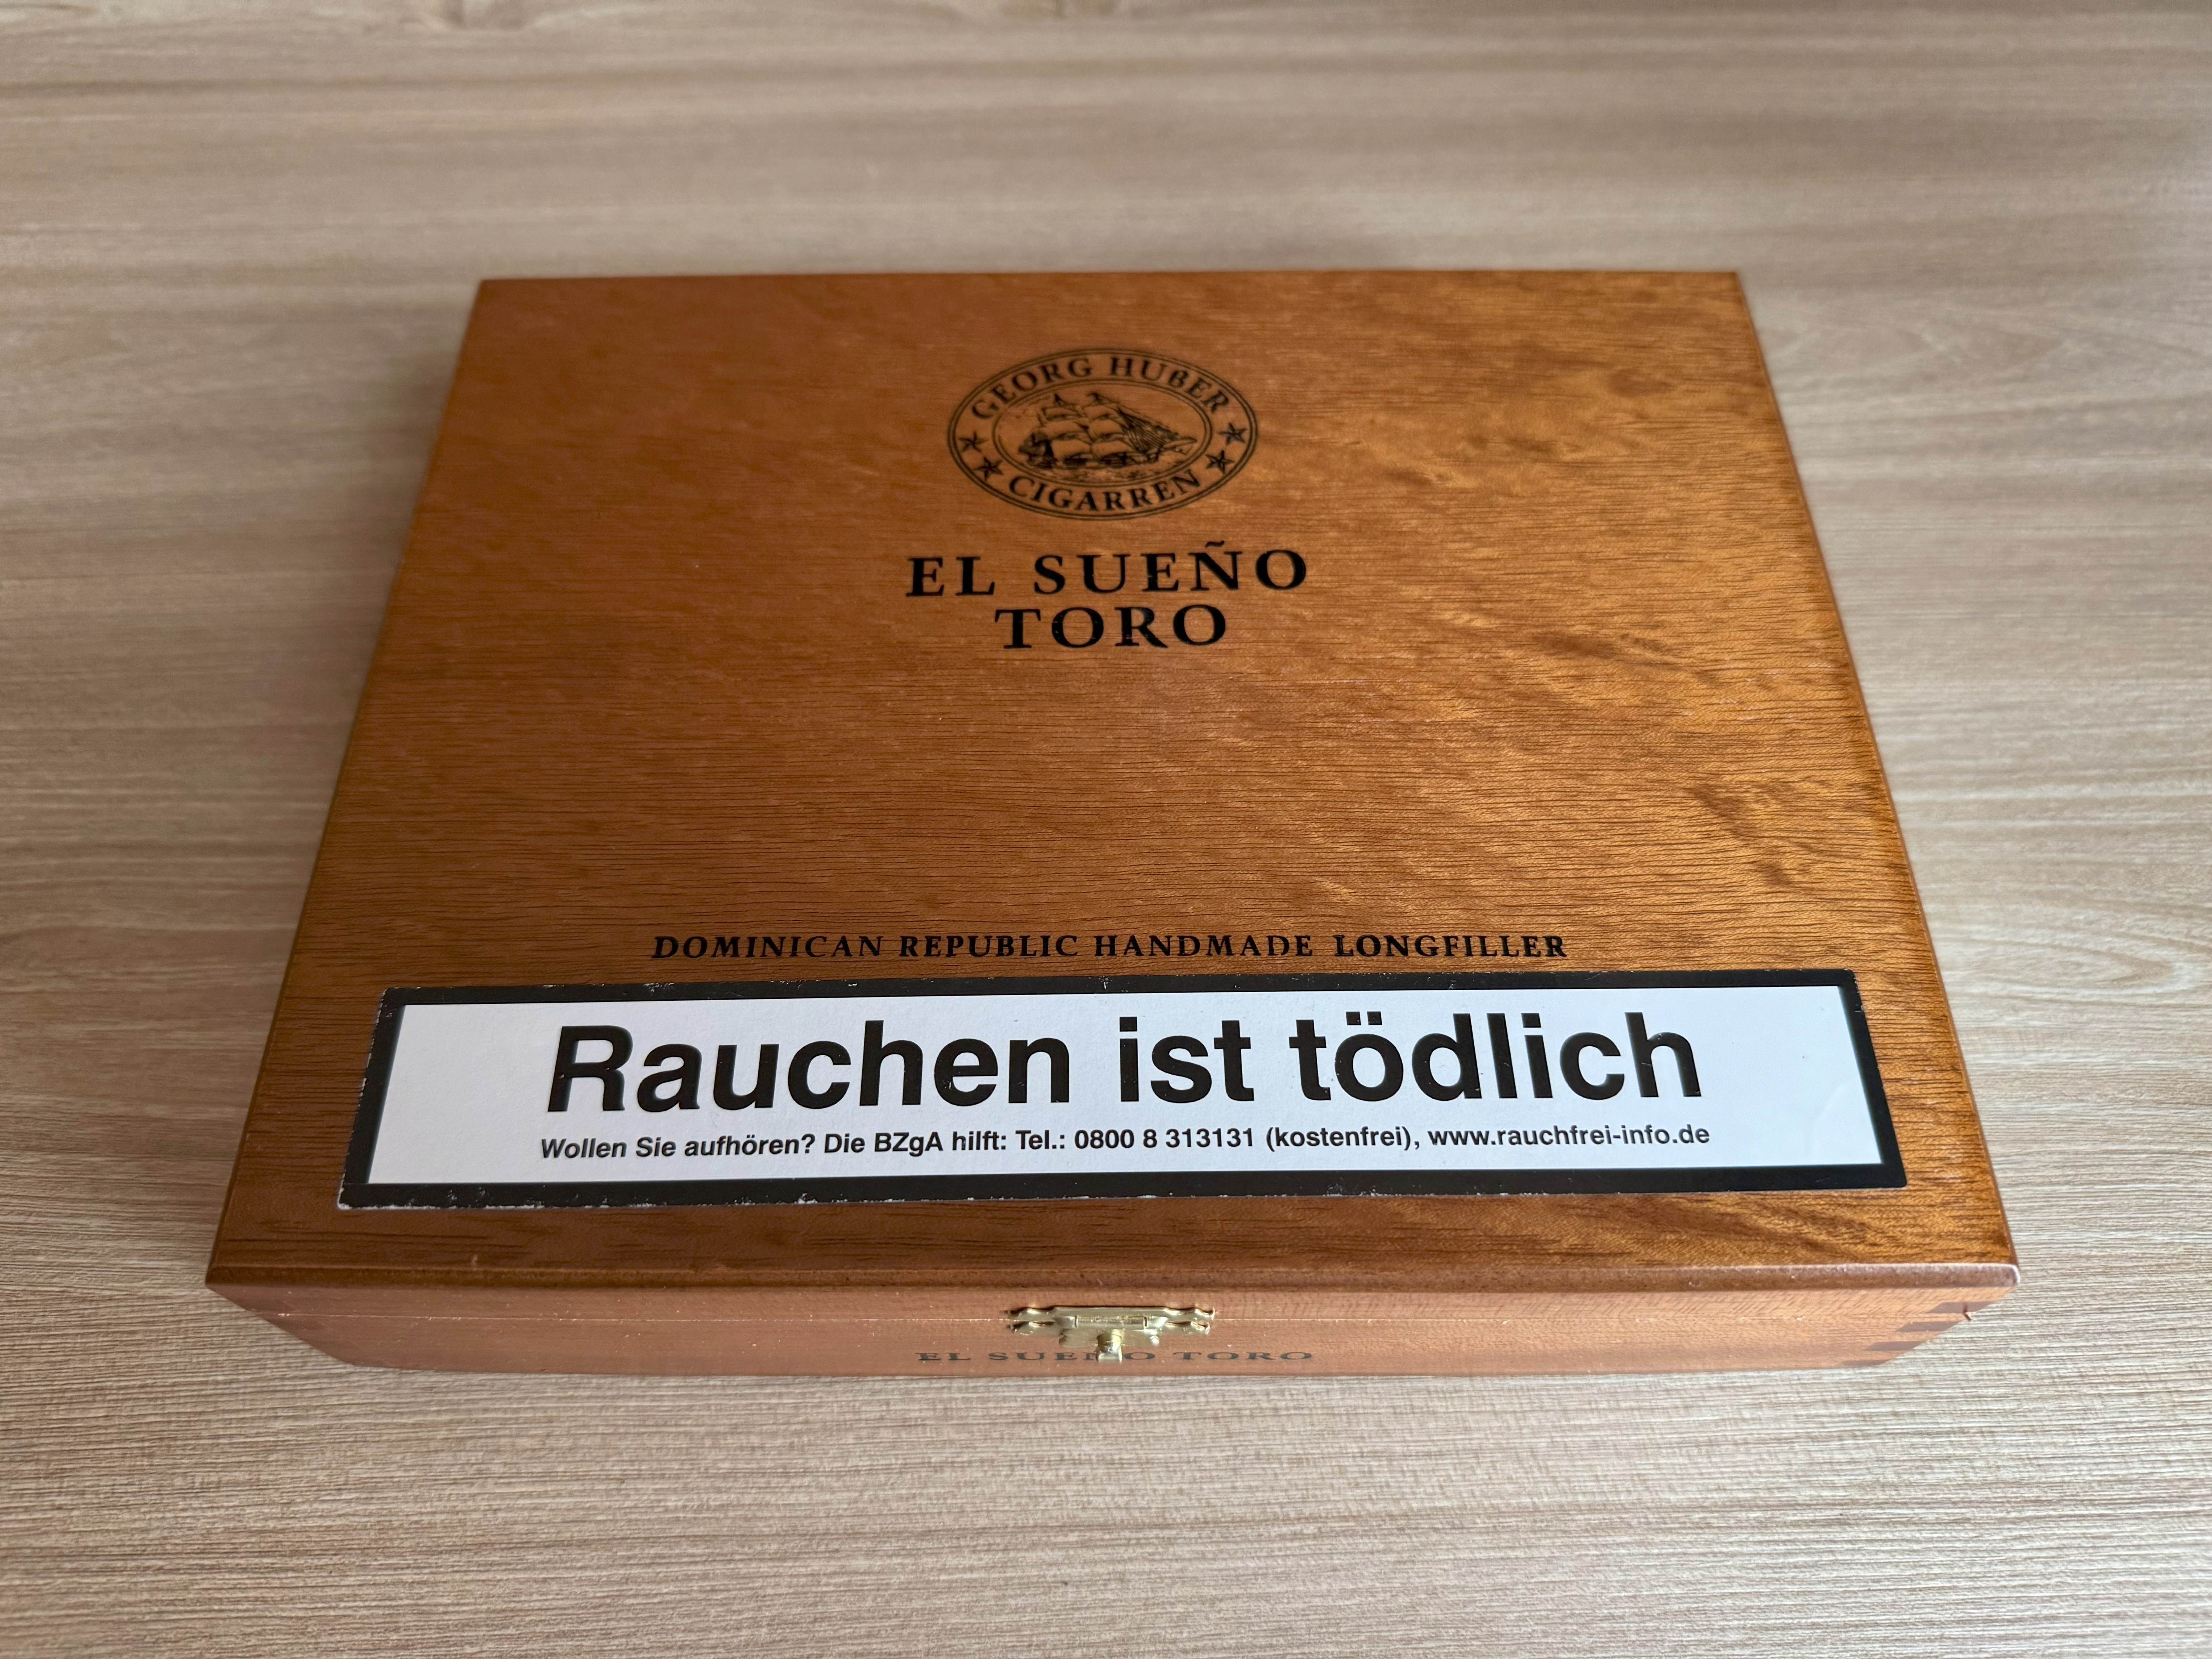 GEORG HUBER
CIGARREN
EL SUEÑO
TORO
DOMINICAN REPUBLIC HANDMADE LONGFILLER
Rauchen ist tödlich
Wollen Sie aufhören? Die BZgA hilft: Tel.: 0800 8 313131 (kostenfrei), www.rauchfrei-info.de
EL SUEÑO TORO